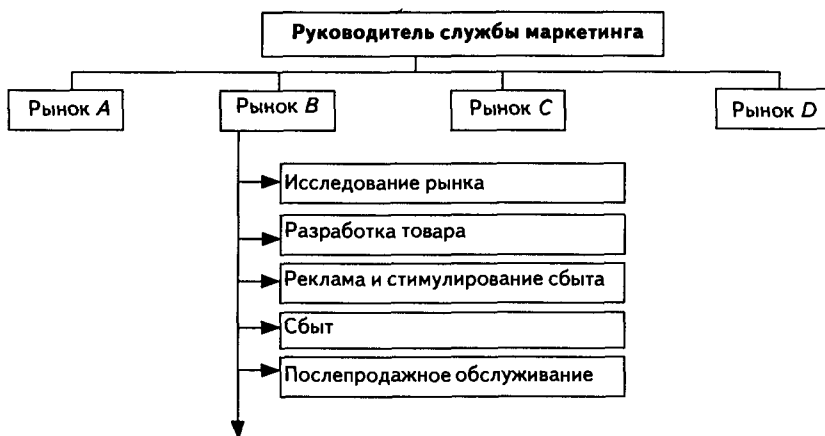 Руководитель службы маркетинга
Рынок A
Рынок B
Рынок C
Рынок D
Исследование рынка
Разработка товара
Реклама и стимулирование сбыта
Сбыт
Послепродажное обслуживание